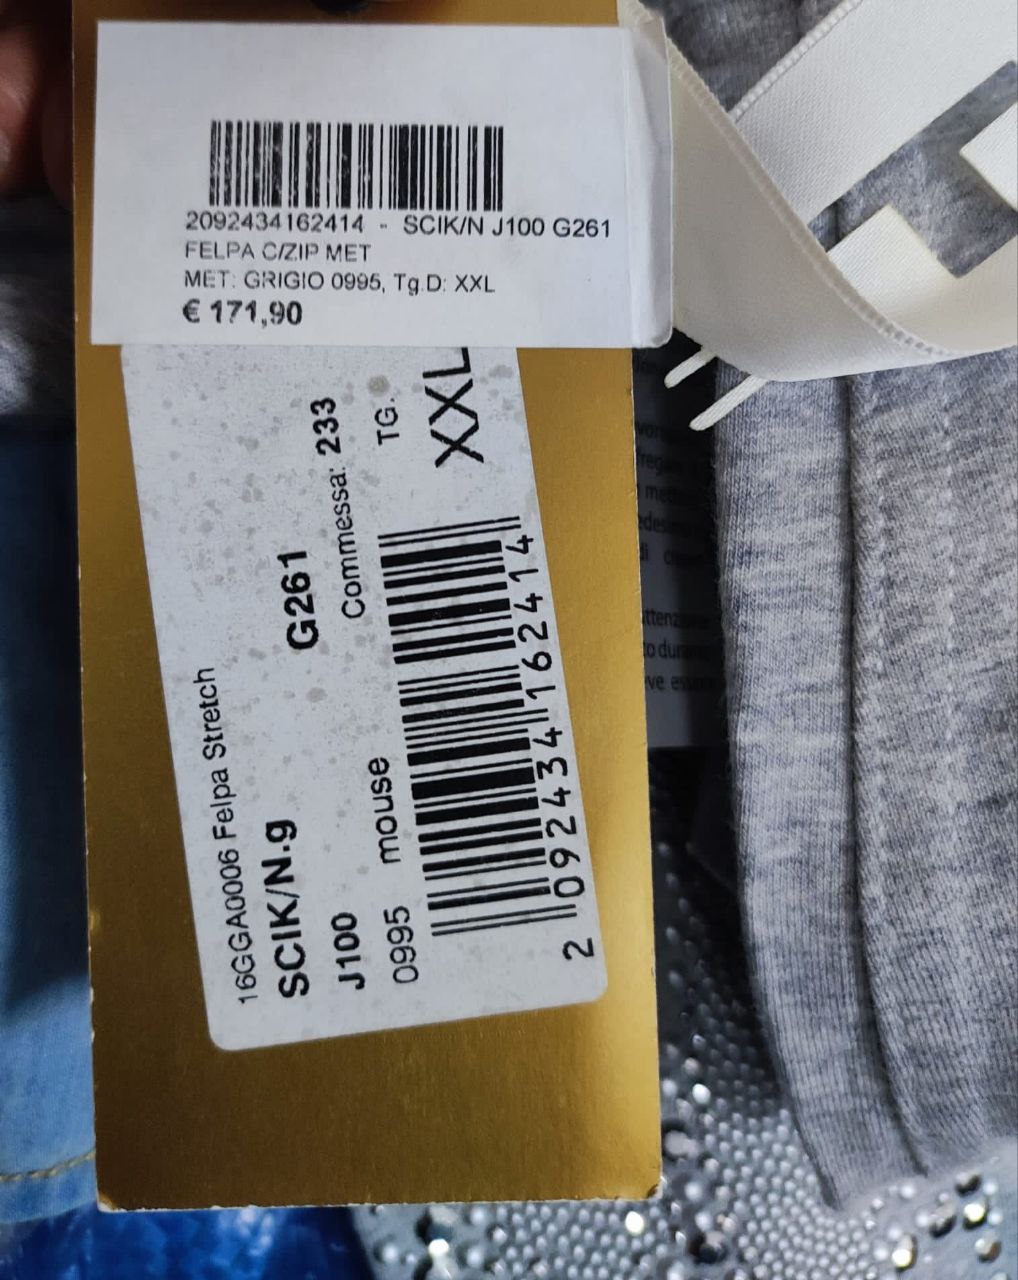 2092434162414 - SCIK/N J100 G261
FELPA C/ZIP MET
MET: GRIGIO 0995, Tg.D: XXL
€ 171,90
16GGA0006 Felpa Stretch
SCIK/N.g G261
J100 Commessa: 233
0995 mouse TG.
XXL
2 092434 162414